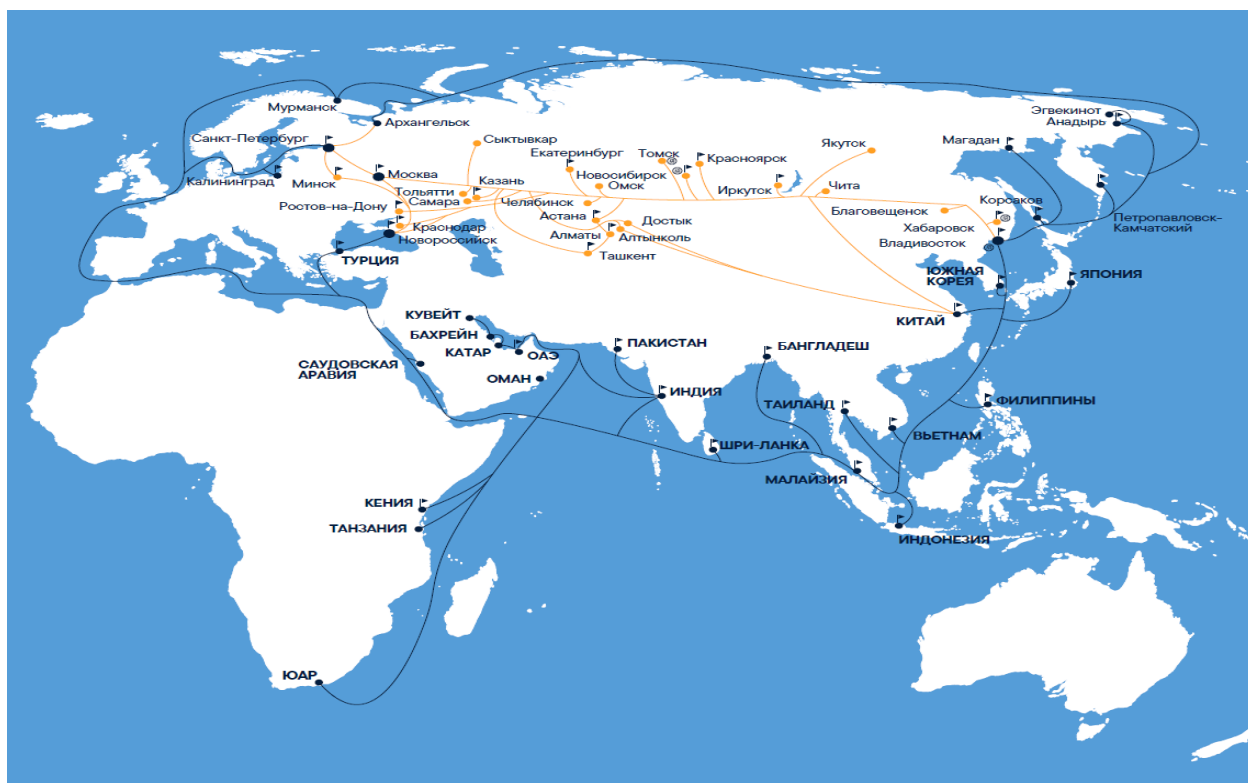 Мурманск
Архангельск
Эгвекинот
Анадырь
Санкт-Петербург
Сыктывкар
Магадан
Екатеринбург
Томск
Красноярск
Якутск
Калининград
Минск
Москва
Казань
Новосибирск
Омск
Иркутск
Чита
Тольятти
Самара
Челябинск
Корсаков
Ростов-на-Дону
Астана
Достык
Благовещенск
Петропавловск-
Камчатский
Краснодар
Новороссийск
Алматы
Алтынколь
Хабаровск
Владивосток
ТУРЦИЯ
Ташкент
ЮЖНАЯ
КОРЕЯ
ЯПОНИЯ
КУВЕЙТ
КИТАЙ
БАХРЕЙН
КАТАР
ОАЭ
ПАКИСТАН
БАНГЛАДЕШ
САУДОВСКАЯ
АРАВИЯ
ОМАН
ИНДИЯ
ТАИЛАНД
ФИЛИППИНЫ
ШРИ-ЛАНКА
ВЬЕТНАМ
МАЛАЙЗИЯ
КЕНИЯ
ТАНЗАНИЯ
ИНДОНЕЗИЯ
ЮАР